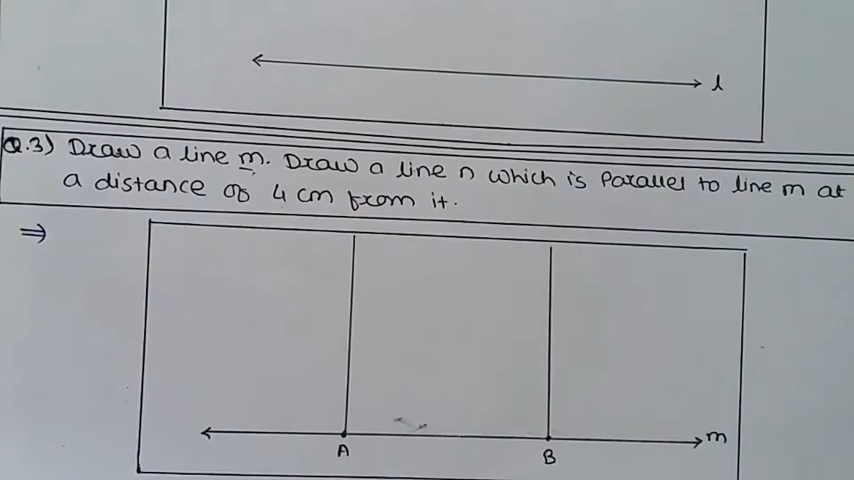 l
Q.3) Draw a line m. Draw a line n which is Parallel to line m at
a distance of 4 cm from it.
⇒
m
A B